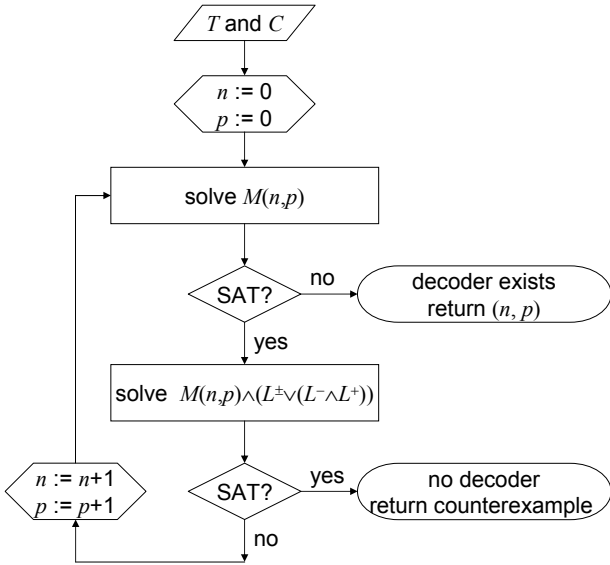 T and C
n := 0
p := 0
solve M(n,p)
SAT?
no
decoder exists
return (n, p)
yes
solve M(n,p)∧(L±∨(L⁻∧L⁺))
n := n+1
p := p+1
SAT?
yes
no decoder
return counterexample
no